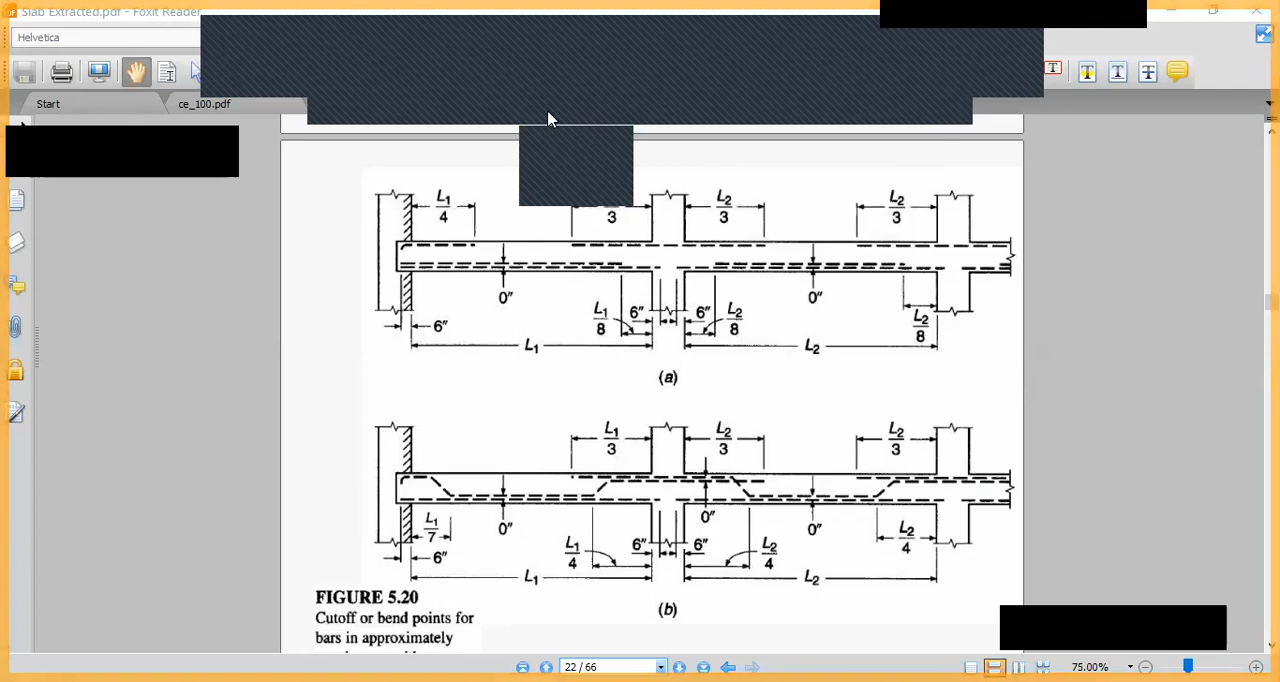 Slab Extracted.pdf - Foxit Reader
Helvetica
Start
ce_100.pdf
L1/4
3
L2/3
L2/3
0"
0"
6"
L1/8
6"
6"
L2/8
L2/8
L1
L2
(a)
L1/3
L2/3
L2/3
0"
0"
0"
L1/7
6"
L1/4
6"
6"
L2/4
L2/4
L1
L2
FIGURE 5.20
(b)
Cutoff or bend points for
bars in approximately
22 / 66
75.00%